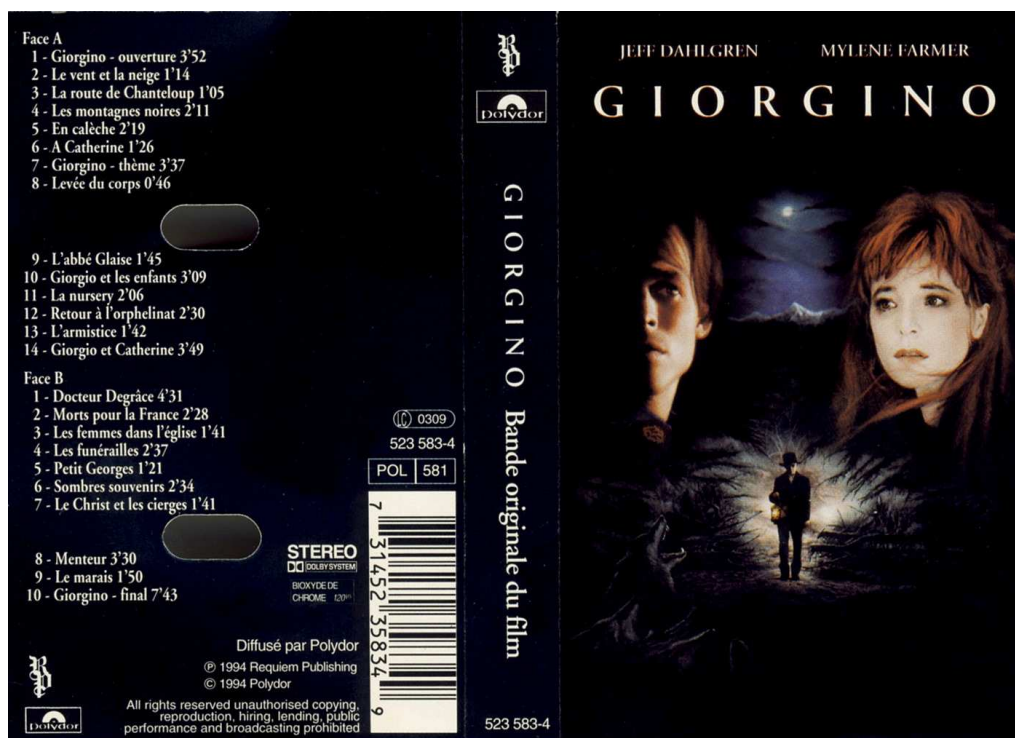 Face A
1 - Giorgino - ouverture 3'52
2 - Le vent et la neige 1'14
3 - La route de Chanteloup 1'05
4 - Les montagnes noires 2'11
5 - En calèche 2'19
6 - A Catherine 1'26
7 - Giorgino - thème 3'37
8 - Levée du corps 0'46
9 - L'abbé Glaise 1'45
10 - Giorgio et les enfants 3'09
11 - La nursery 2'06
12 - Retour à l'orphelinat 2'30
13 - L'armistice 1'42
14 - Giorgio et Catherine 3'49
Face B
1 - Docteur Degrâce 4'31
2 - Morts pour la France 2'28
3 - Les femmes dans l'église 1'41
4 - Les funérailles 2'37
5 - Petit Georges 1'21
6 - Sombres souvenirs 2'34
7 - Le Christ et les cierges 1'41
8 - Menteur 3'30
9 - Le marais 1'50
10 - Giorgino - final 7'43
LC 0309
523 583-4
POL 581
STEREO
DOLBY SYSTEM
BIOXYDE DE
CHROME 120
7 31452 35834 9
Diffusé par Polydor
℗ 1994 Requiem Publishing
© 1994 Polydor
All rights reserved unauthorised copying,
reproduction, hiring, lending, public
performance and broadcasting prohibited
RP
polydor
RP
polydor
GIORGINO Bande originale du film
523 583-4
JEFF DAHLGREN MYLENE FARMER
GIORGINO